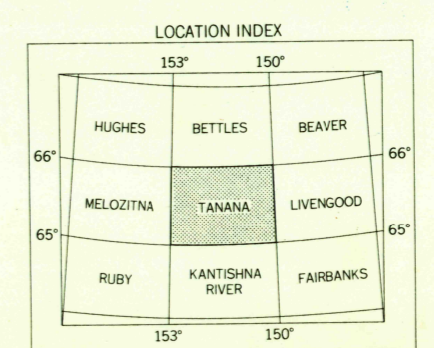 LOCATION INDEX
153° 150°
HUGHES BETTLES BEAVER
66° 66°
MELOZITNA TANANA LIVENGOOD
65° 65°
RUBY KANTISHNA RIVER FAIRBANKS
153° 150°